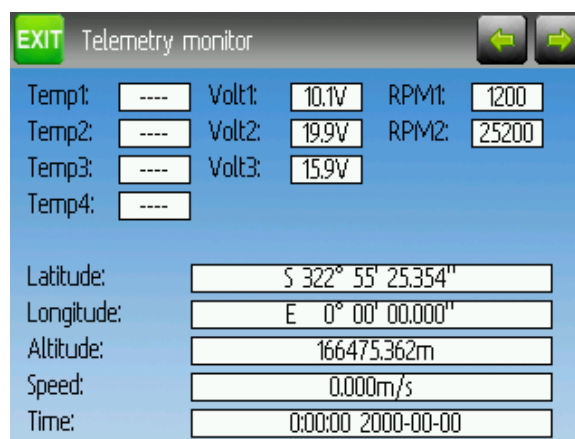 EXIT Telemetry monitor
Temp1: ---- Volt1: 10.1V RPM1: 1200
Temp2: ---- Volt2: 19.9V RPM2: 25200
Temp3: ---- Volt3: 15.9V
Temp4: ----
Latitude: S 322° 55' 25.354"
Longitude: E 0° 00' 00.000"
Altitude: 166475.362m
Speed: 0.000m/s
Time: 0:00:00 2000-00-00